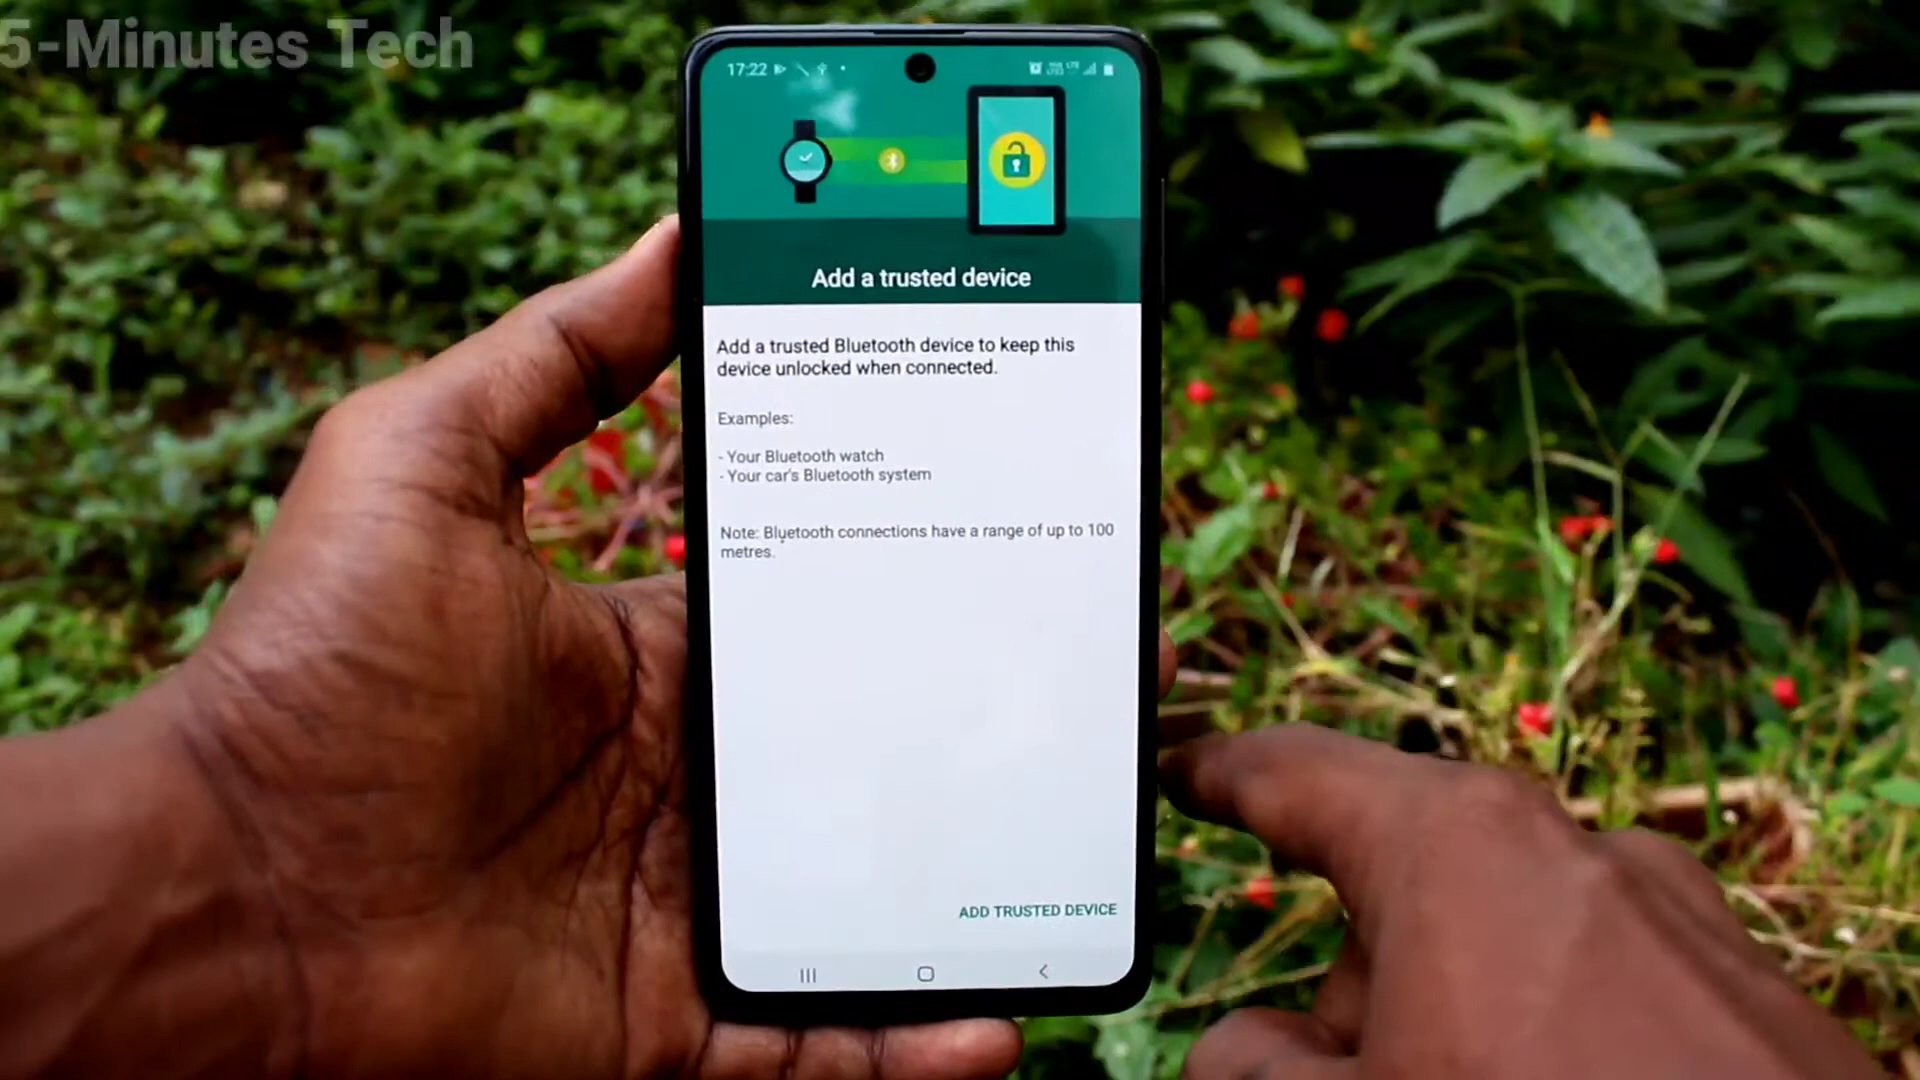 5-Minutes Tech
17:22
Add a trusted device
Add a trusted Bluetooth device to keep this
device unlocked when connected.
Examples:
- Your Bluetooth watch
- Your car's Bluetooth system
Note: Bluetooth connections have a range of up to 100
metres.
ADD TRUSTED DEVICE